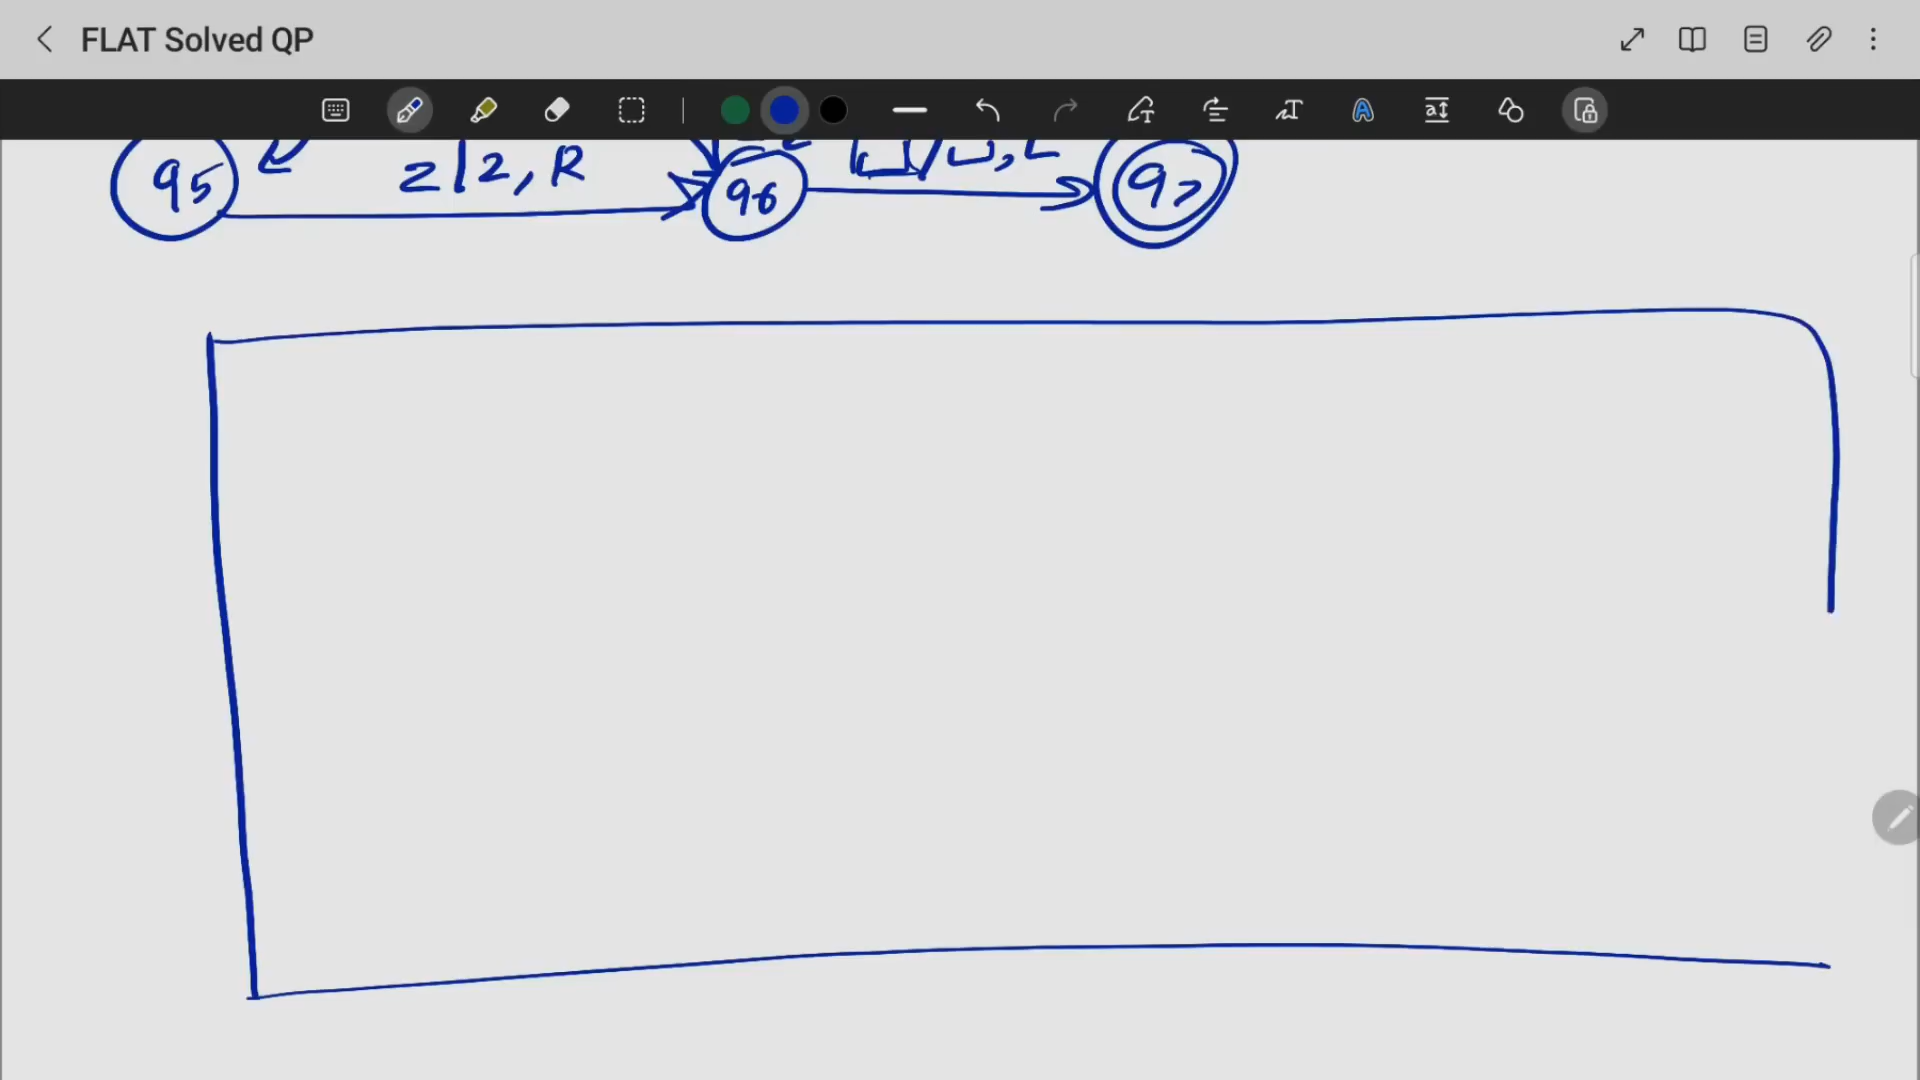 FLAT Solved QP
q5 z|z, R q6 □/□, L q7